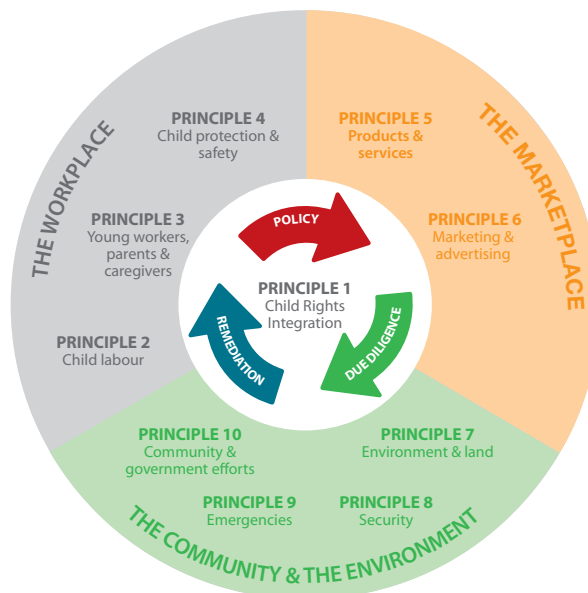 THE WORKPLACE
PRINCIPLE 4
Child protection &
safety
PRINCIPLE 3
Young workers,
parents &
caregivers
PRINCIPLE 2
Child labour
THE MARKETPLACE
PRINCIPLE 5
Products &
services
PRINCIPLE 6
Marketing &
advertising
POLICY
PRINCIPLE 1
Child Rights
Integration
DUE DILIGENCE
REMEDIATION
PRINCIPLE 10
Community &
government efforts
PRINCIPLE 7
Environment & land
PRINCIPLE 9
Emergencies
PRINCIPLE 8
Security
THE COMMUNITY & THE ENVIRONMENT